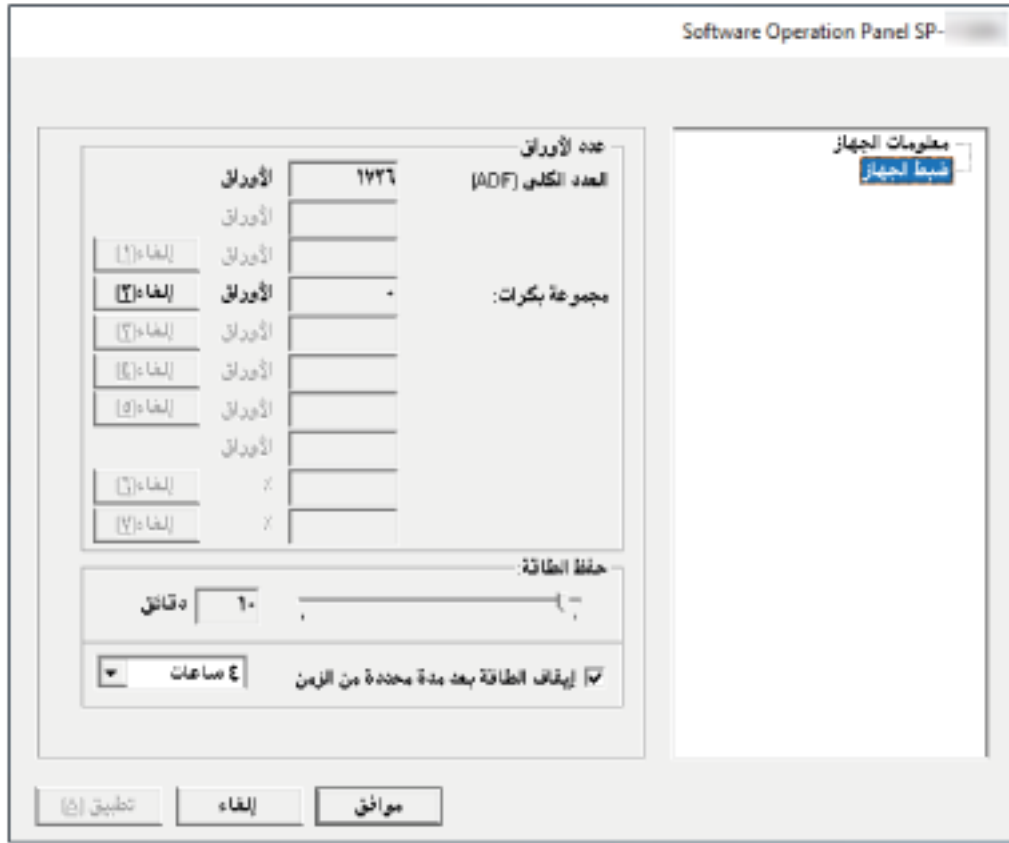 Software Operation Panel SP-
معلومات الجهاز
ضبط الجهاز
عدد الأوراق
العدد الكلي (ADF) ١٧٣٦ الأوراق
الأوراق
الأوراق إلغاء(١)
مجموعة بكرات: ٠ الأوراق إلغاء(٢)
الأوراق إلغاء(٣)
الأوراق إلغاء(٤)
الأوراق إلغاء(٥)
الأوراق
٪ إلغاء(٦)
٪ إلغاء(٧)
حفظ الطاقة:
٦٠ دقائق
إيقاف الطاقة بعد مدة محددة من الزمن ٤ ساعات
موافق إلغاء تطبيق